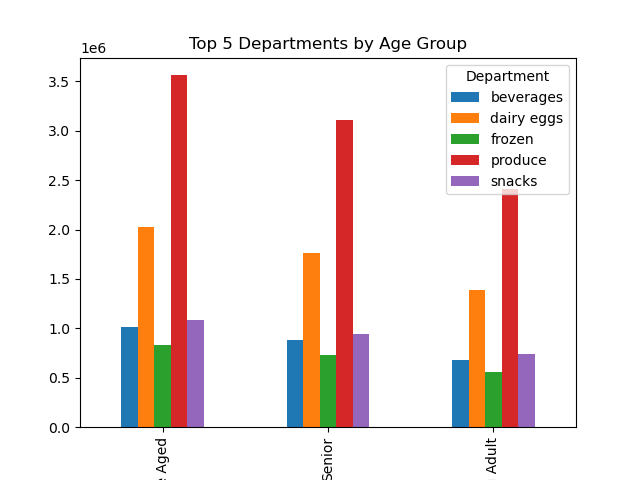 Top 5 Departments by Age Group
1e6
3.5
3.0
2.5
2.0
1.5
1.0
0.5
0.0
Department
beverages
dairy eggs
frozen
produce
snacks
Aged
Senior
Adult